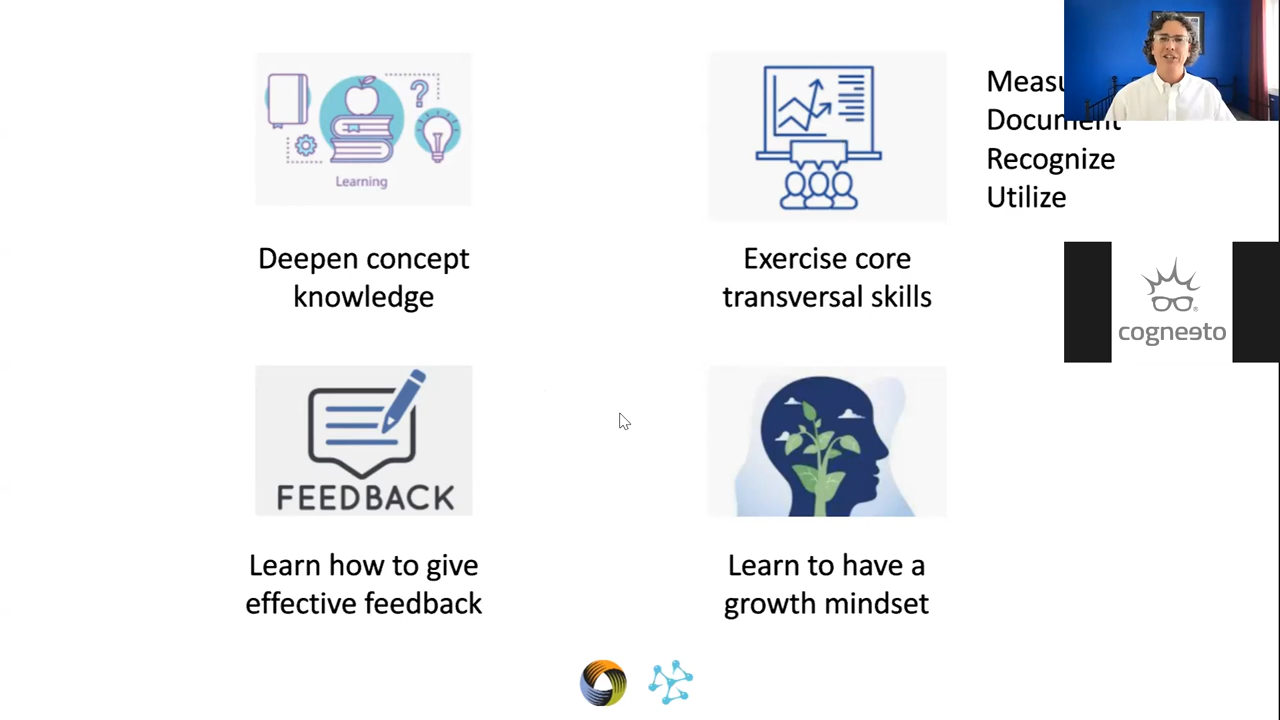 Learning
Deepen concept
knowledge
Document
Recognize
Utilize
Exercise core
transversal skills
cogneeto
FEEDBACK
Learn how to give
effective feedback
Learn to have a
growth mindset